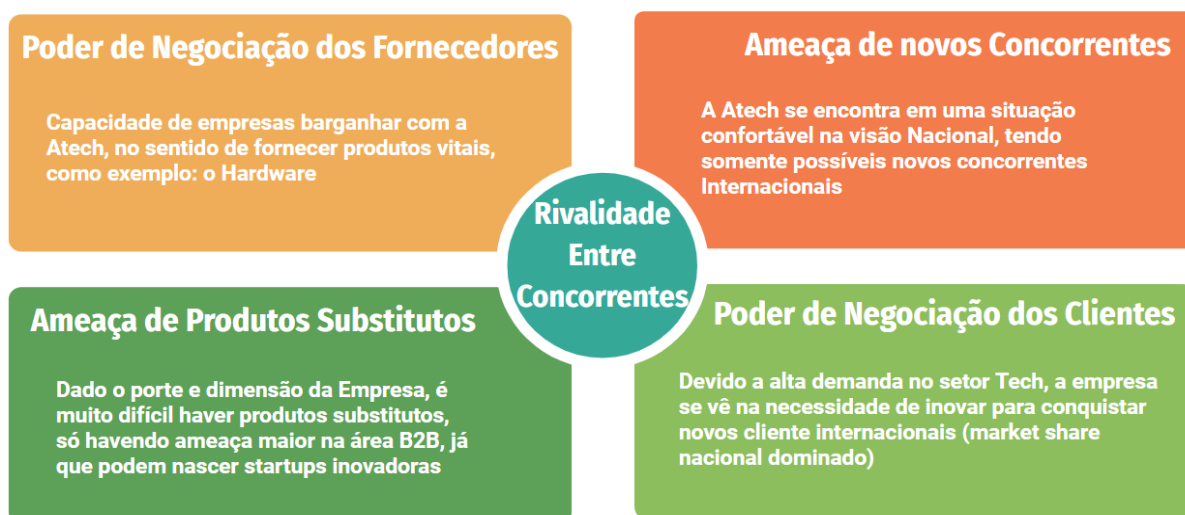 Poder de Negociação dos Fornecedores
Capacidade de empresas barganhar com a
Atech, no sentido de fornecer produtos vitais,
como exemplo: o Hardware
Ameaça de novos Concorrentes
A Atech se encontra em uma situação
confortável na visão Nacional, tendo
somente possíveis novos concorrentes
Internacionais
Rivalidade
Entre
Concorrentes
Ameaça de Produtos Substitutos
Dado o porte e dimensão da Empresa, é
muito difícil haver produtos substitutos,
só havendo ameaça maior na área B2B, já
que podem nascer startups inovadoras
Poder de Negociação dos Clientes
Devido a alta demanda no setor Tech, a empresa
se vê na necessidade de inovar para conquistar
novos cliente internacionais (market share
nacional dominado)